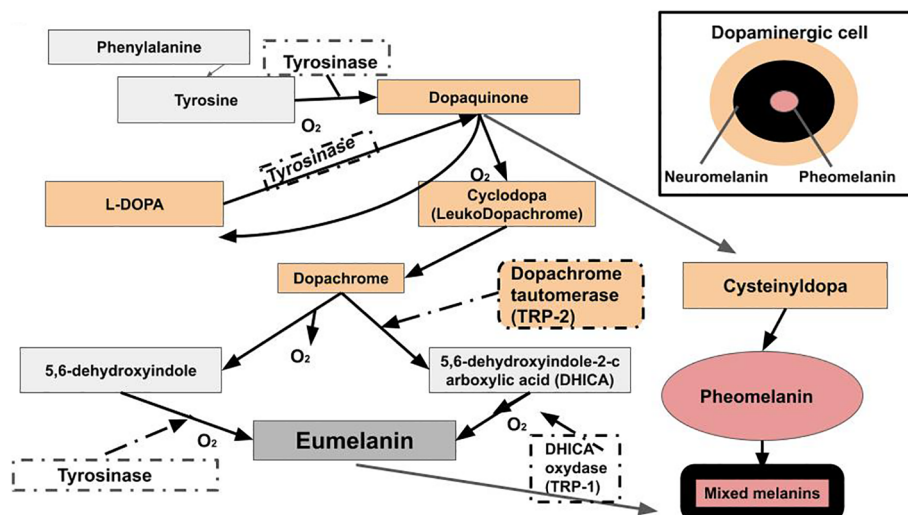 Phenylalanine
Tyrosinase
Tyrosine
O2
Dopaquinone
Tyrosinase
O2
L-DOPA
Cyclodopa
(LeukoDopachrome)
Dopachrome
Dopachrome
tautomerase
(TRP-2)
O2
5,6-dehydroxyindole
5,6-dehydroxyindole-2-c
arboxylic acid (DHICA)
O2
Eumelanin
O2
Tyrosinase
DHICA
oxydase
(TRP-1)
Dopaminergic cell
Neuromelanin
Pheomelanin
Cysteinyldopa
Pheomelanin
Mixed melanins